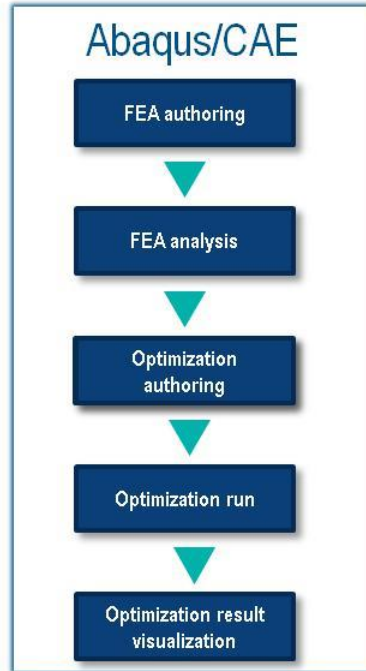 Abaqus/CAE
FEA authoring
FEA analysis
Optimization
authoring
Optimization run
Optimization result
visualization